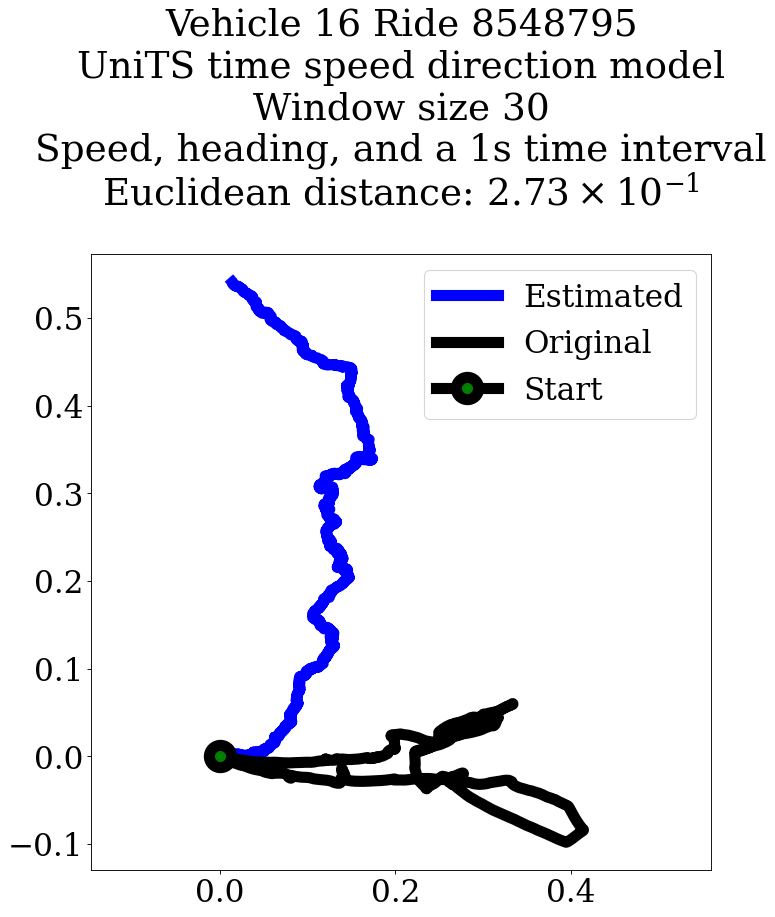 Vehicle 16 Ride 8548795
UniTS time speed direction model
Window size 30
Speed, heading, and a 1s time interval
Euclidean distance: 2.73 × 10⁻¹
Estimated
Original
Start
0.5
0.4
0.3
0.2
0.1
0.0
−0.1
0.0 0.2 0.4